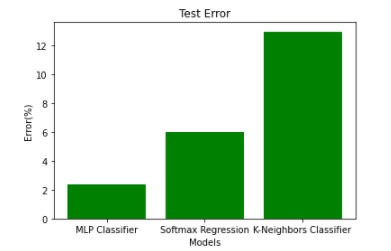 Test Error
12
10
8
6
4
2
0
Error(%)
MLP Classifier Softmax Regression K-Neighbors Classifier
Models